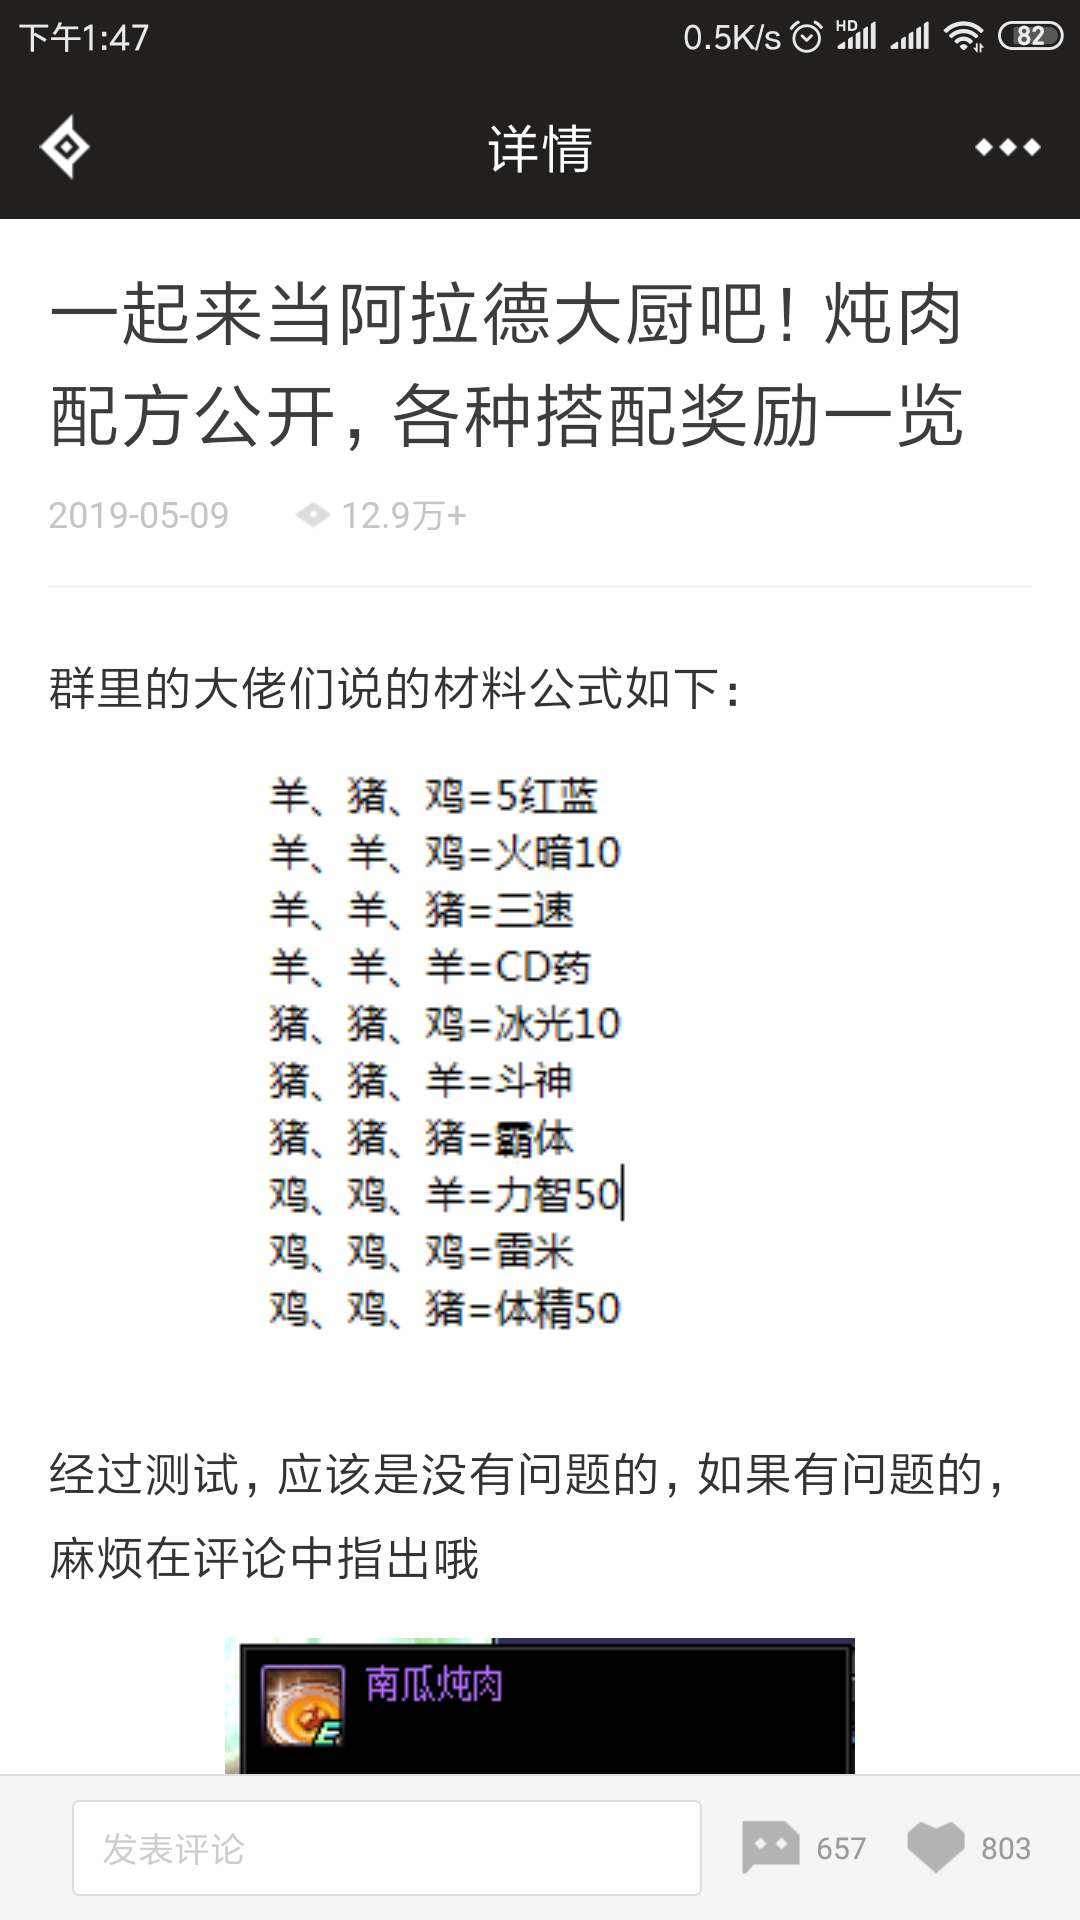 下午1:47
0.5K/s HD 82
详情
一起来当阿拉德大厨吧！炖肉
配方公开，各种搭配奖励一览
2019-05-09 12.9万+
群里的大佬们说的材料公式如下：
羊、猪、鸡=5红蓝
羊、羊、鸡=火暗10
羊、羊、猪=三速
羊、羊、羊=CD药
猪、猪、鸡=冰光10
猪、猪、羊=斗神
猪、猪、猪=霸体
鸡、鸡、羊=力智50
鸡、鸡、鸡=雷米
鸡、鸡、猪=体精50
经过测试，应该是没有问题的，如果有问题的，
麻烦在评论中指出哦
南瓜炖肉
E
发表评论 657 803